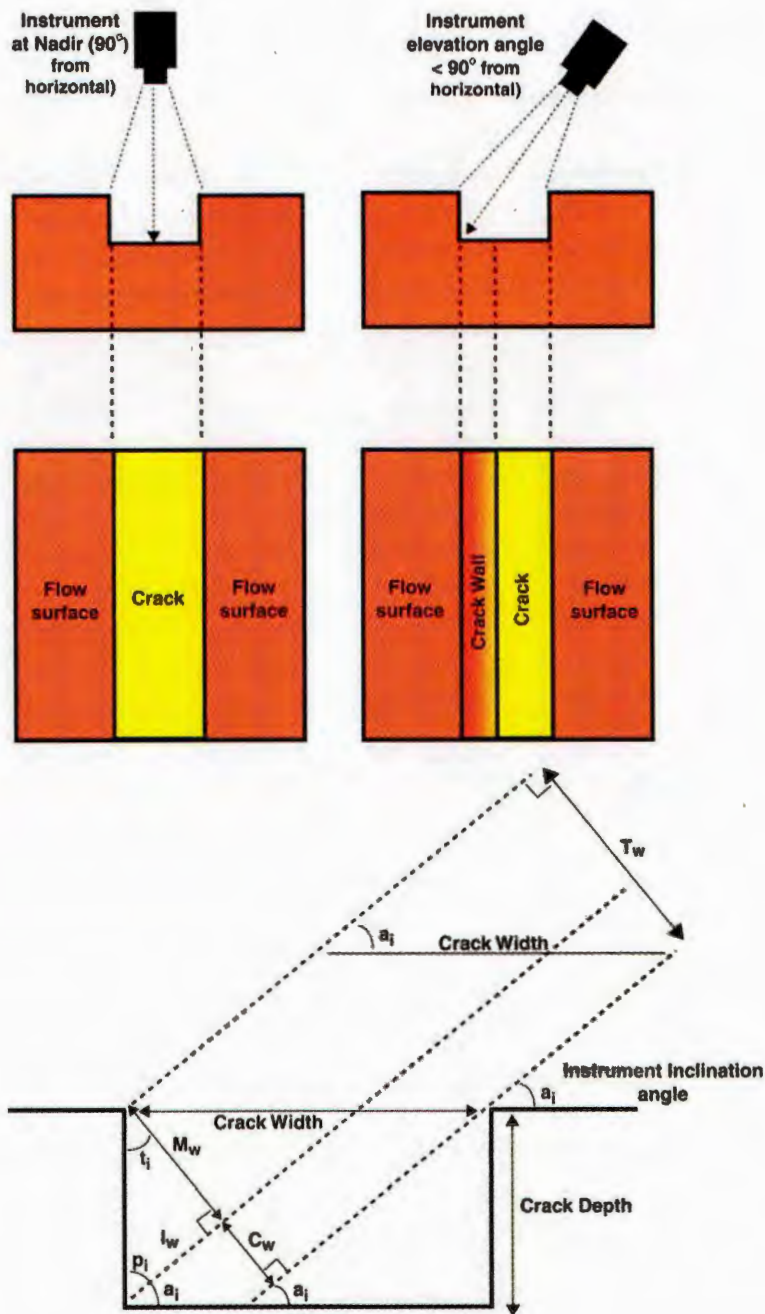 Instrument
at Nadir (90°)
from
horizontal)
Instrument
elevation angle
< 90° from
horizontal)
Flow
surface
Crack
Flow
surface
Flow
surface
Crack Wall
Crack
Flow
surface
Tw
ai
Crack Width
Instrument Inclination
angle
ai
Crack Width
Mw
ti
Crack Depth
Iw
Cw
pi
ai
ai